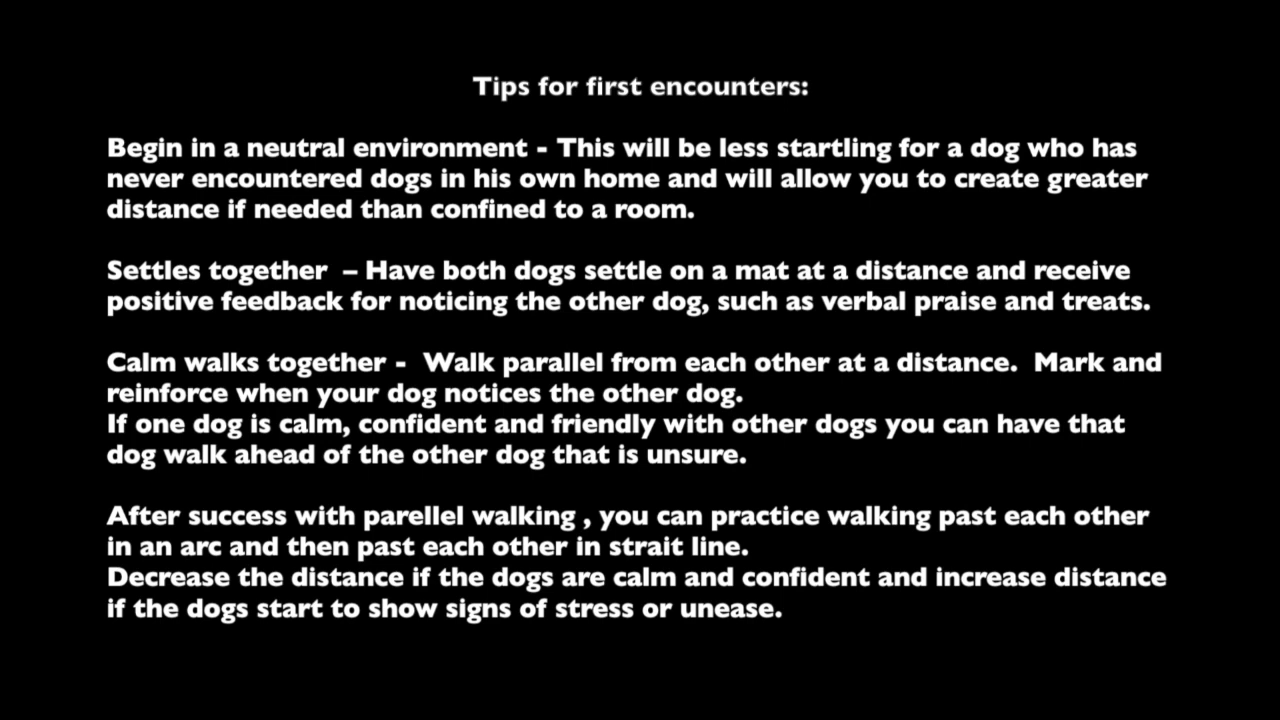 Tips for first encounters:
Begin in a neutral environment - This will be less startling for a dog who has
never encountered dogs in his own home and will allow you to create greater
distance if needed than confined to a room.
Settles together – Have both dogs settle on a mat at a distance and receive
positive feedback for noticing the other dog, such as verbal praise and treats.
Calm walks together - Walk parallel from each other at a distance. Mark and
reinforce when your dog notices the other dog.
If one dog is calm, confident and friendly with other dogs you can have that
dog walk ahead of the other dog that is unsure.
After success with parellel walking , you can practice walking past each other
in an arc and then past each other in strait line.
Decrease the distance if the dogs are calm and confident and increase distance
if the dogs start to show signs of stress or unease.